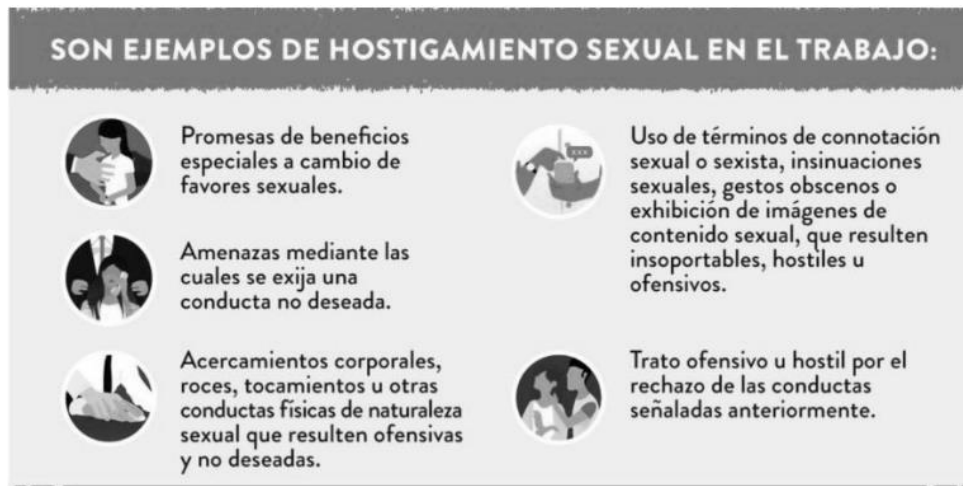 SON EJEMPLOS DE HOSTIGAMIENTO SEXUAL EN EL TRABAJO:
Promesas de beneficios
especiales a cambio de
favores sexuales.
Amenazas mediante las
cuales se exija una
conducta no deseada.
Acercamientos corporales,
roces, tocamientos u otras
conductas físicas de naturaleza
sexual que resulten ofensivas
y no deseadas.
Uso de términos de connotación
sexual o sexista, insinuaciones
sexuales, gestos obscenos o
exhibición de imágenes de
contenido sexual, que resulten
insoportables, hostiles u
ofensivos.
XXX
Trato ofensivo u hostil por el
rechazo de las conductas
señaladas anteriormente.